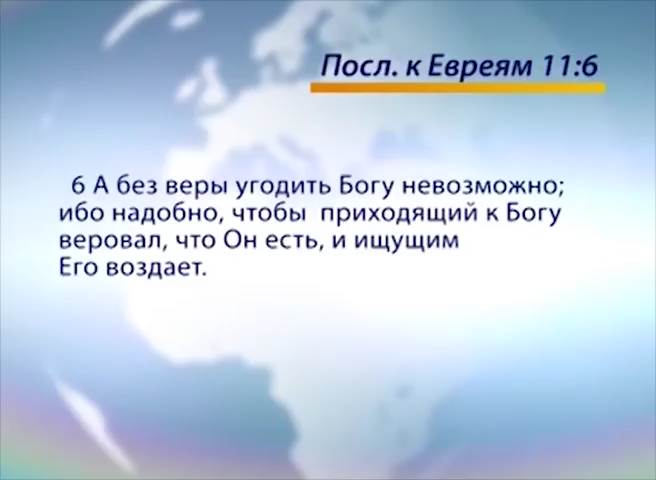 Посл. к Евреям 11:6
6 А без веры угодить Богу невозможно;
ибо надобно, чтобы приходящий к Богу
веровал, что Он есть, и ищущим
Его воздает.